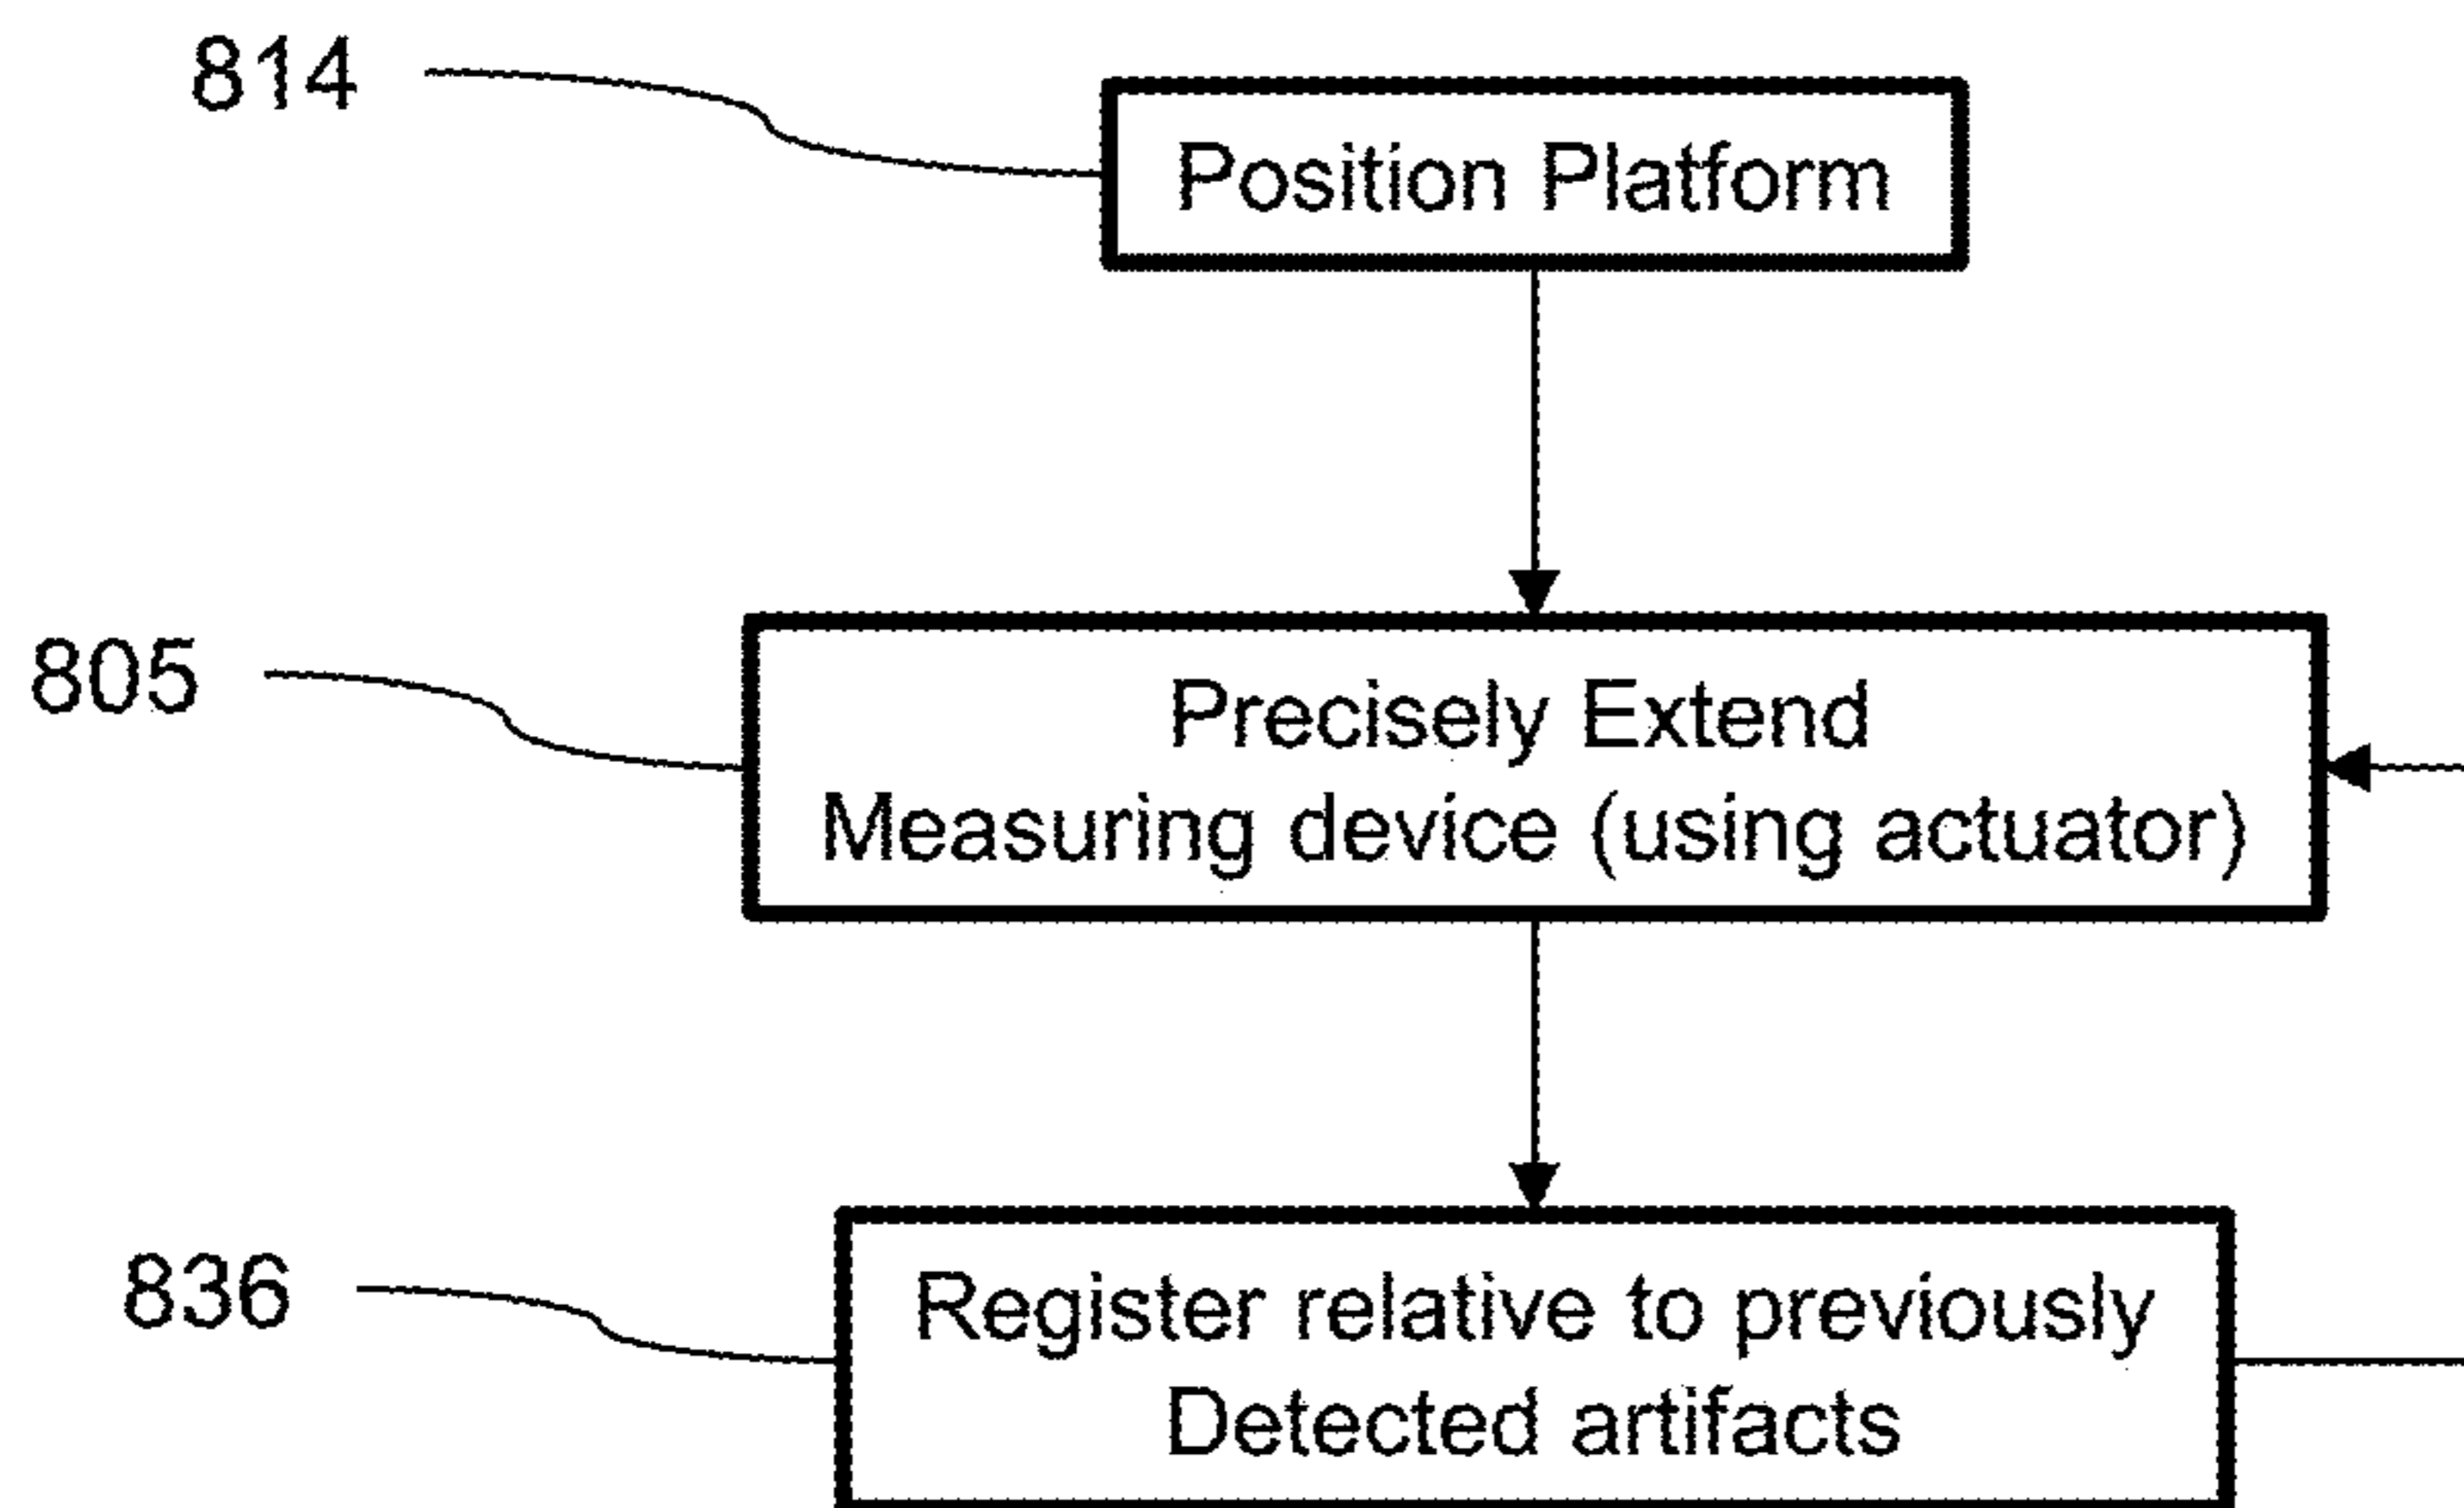 814
Position Platform
805
Precisely Extend
Measuring device (using actuator)
836
Register relative to previously
Detected artifacts